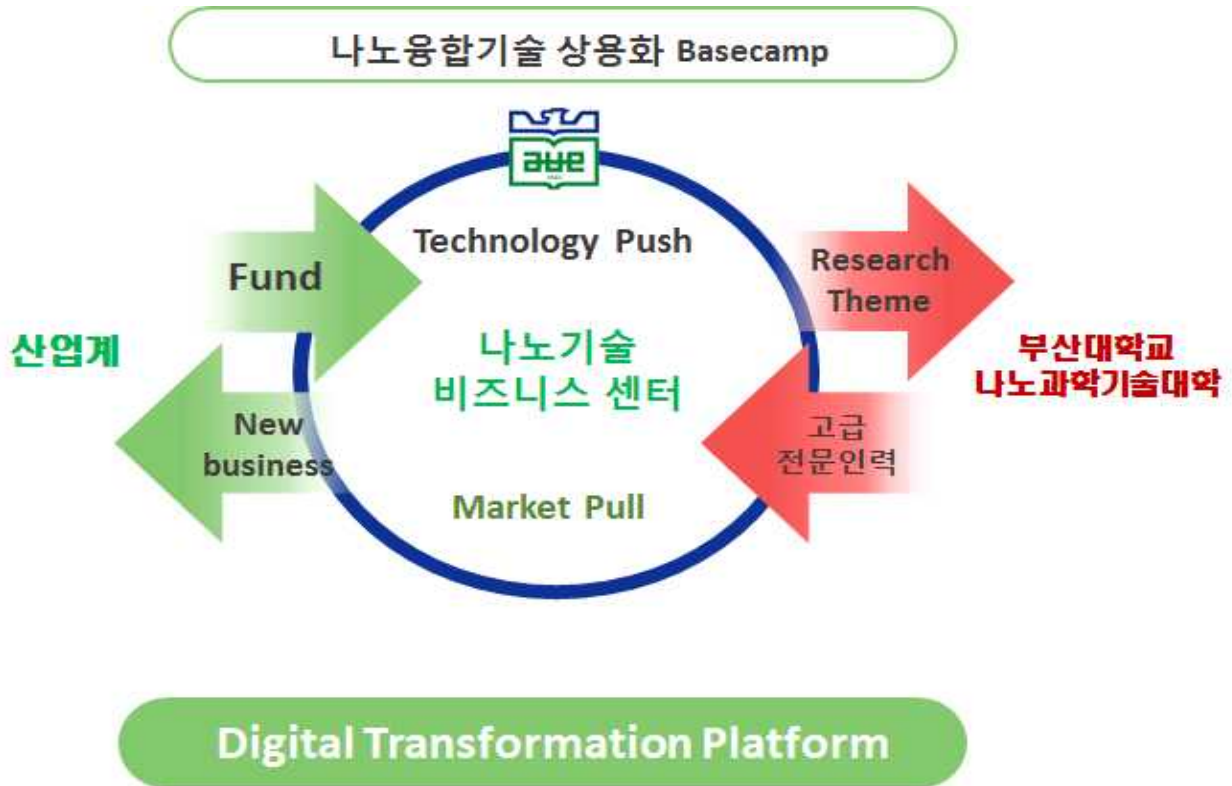 나노융합기술 상용화 Basecamp
Technology Push
Fund
Research
Theme
산업계
나노기술
비즈니스 센터
부산대학교
나노과학기술대학
New
business
고급
전문인력
Market Pull
Digital Transformation Platform